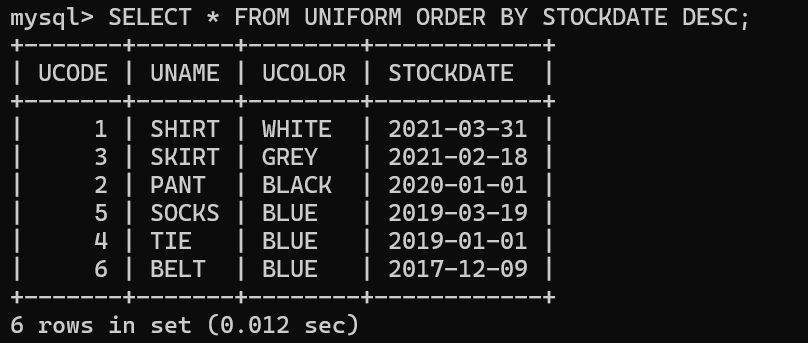 mysql> SELECT * FROM UNIFORM ORDER BY STOCKDATE DESC;
+-------+-------+--------+------------+
| UCODE | UNAME | UCOLOR | STOCKDATE  |
+-------+-------+--------+------------+
|     1 | SHIRT | WHITE  | 2021-03-31 |
|     3 | SKIRT | GREY   | 2021-02-18 |
|     2 | PANT  | BLACK  | 2020-01-01 |
|     5 | SOCKS | BLUE   | 2019-03-19 |
|     4 | TIE   | BLUE   | 2019-01-01 |
|     6 | BELT  | BLUE   | 2017-12-09 |
+-------+-------+--------+------------+
6 rows in set (0.012 sec)